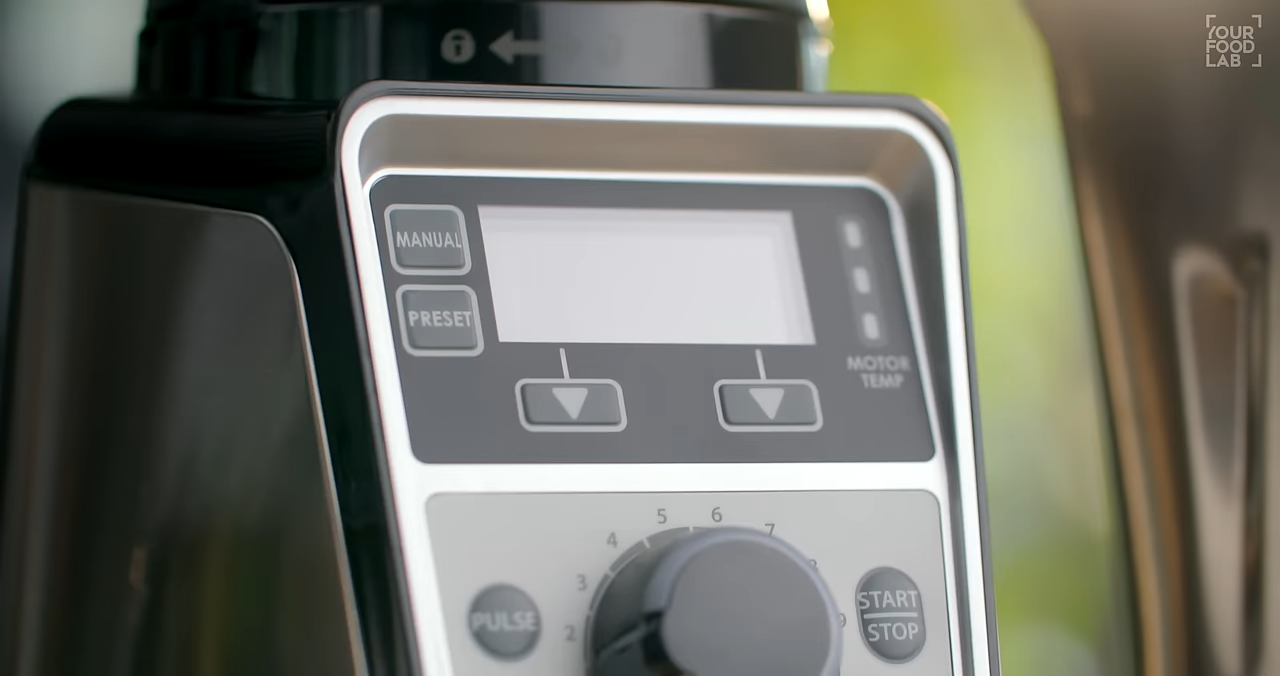 YOUR
FOOD
LAB
MANUAL
PRESET
MOTOR
TEMP
5 6
4 7
3
2
PULSE
START
STOP